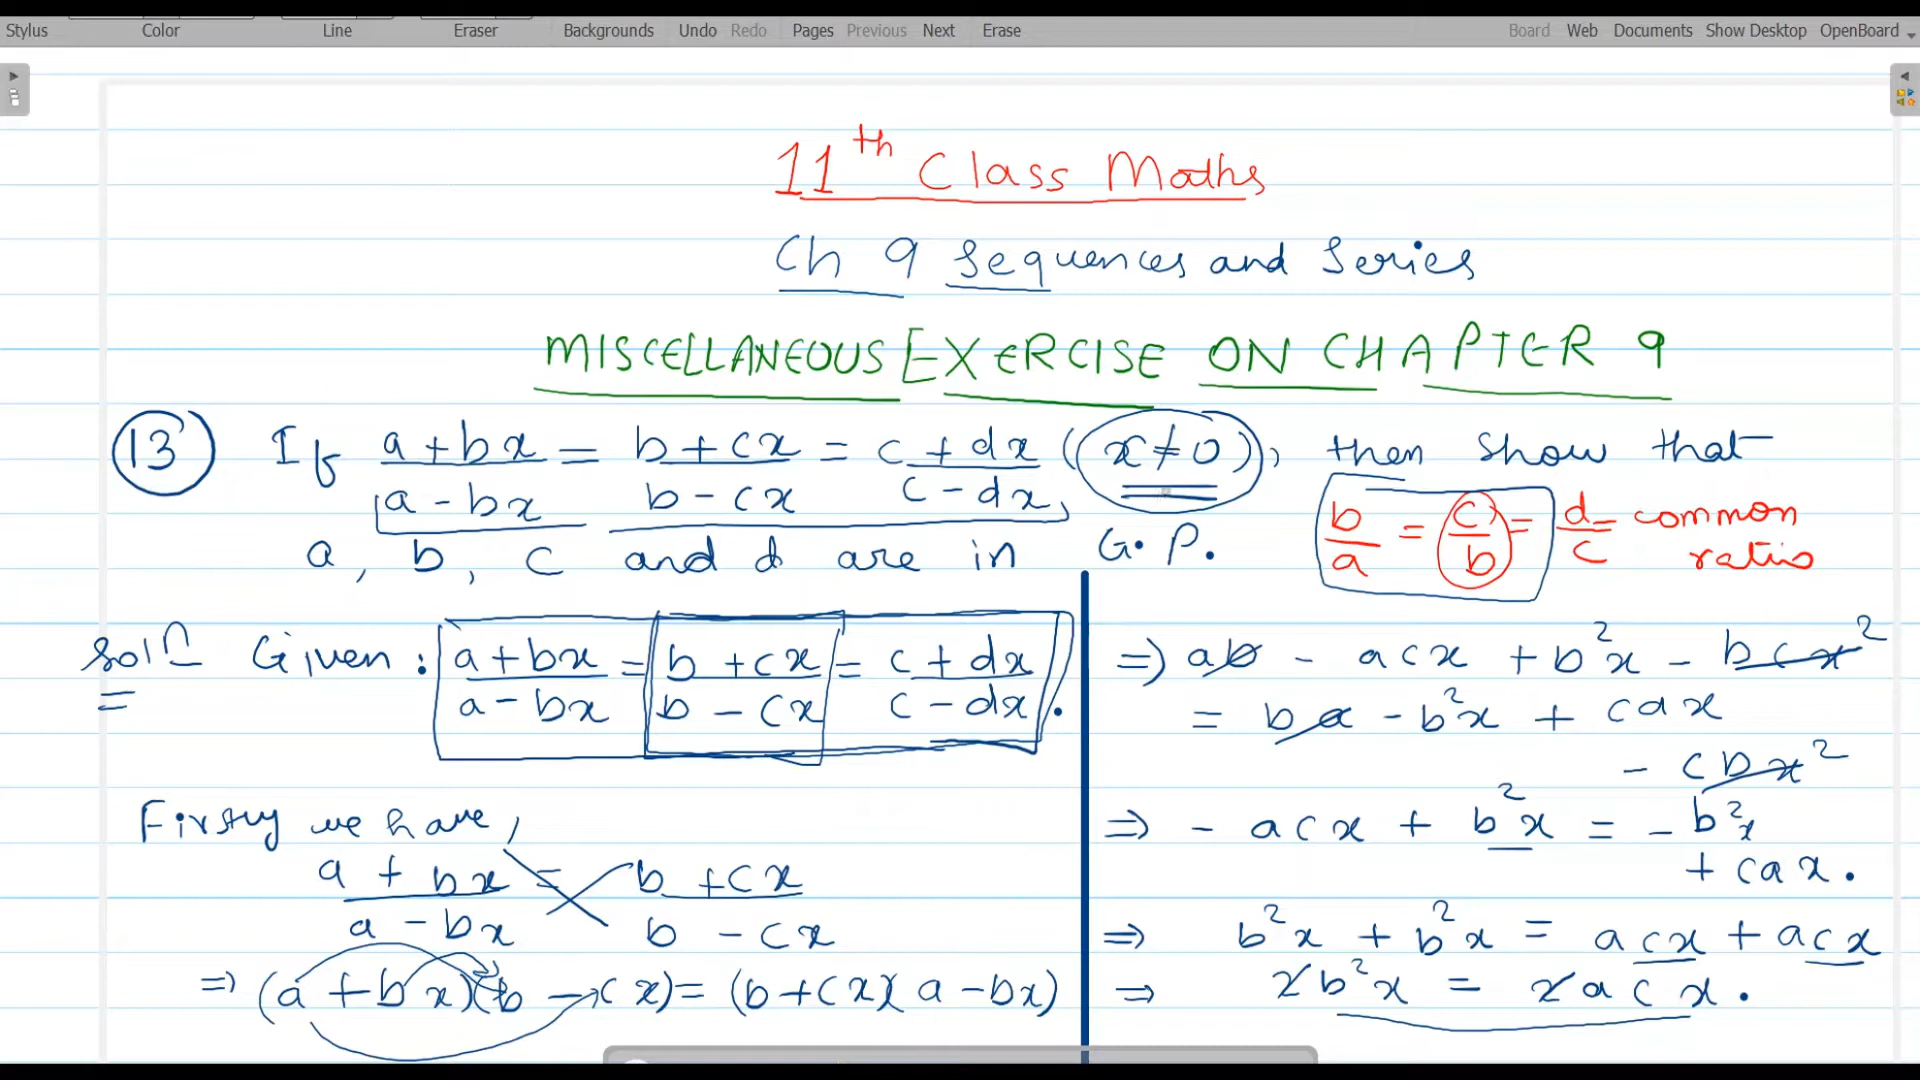 Stylus Color Line Eraser Backgrounds Undo Redo Pages Previous Next Erase Board Web Documents Show Desktop OpenBoard
11th Class Maths
Ch 9 Sequences and Series
MISCELLANEOUS EXERCISE ON CHAPTER 9
(13) If (a+bx)/(a-bx) = (b+cx)/(b-cx) = (c+dx)/(c-dx) (x≠0), then show that
a, b, c and d are in G.P.
b/a = c/b = d/c common ratio
Soln Given: (a+bx)/(a-bx) = (b+cx)/(b-cx) = (c+dx)/(c-dx).
Firstly we have,
(a+bx)/(a-bx) = (b+cx)/(b-cx)
⇒ (a+bx)(b-cx) = (b+cx)(a-bx)
⇒ ab - acx + b²x - bcx²
= ba - b²x + cax
- cbx²
⇒ - acx + b²x = - b²x
+ cax.
⇒ b²x + b²x = acx + acx
⇒ 2b²x = 2acx.